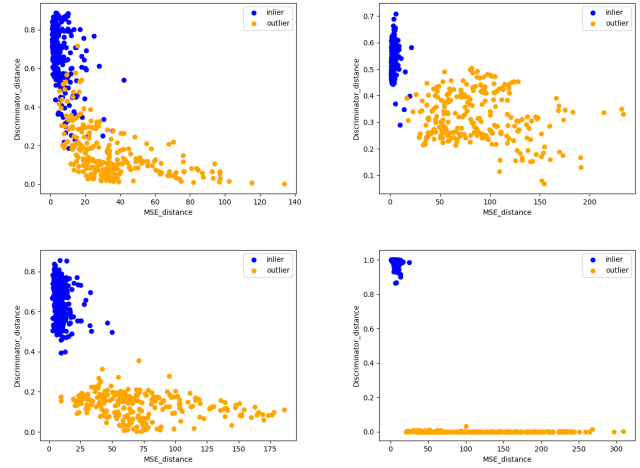 inlier
outlier
0.8
0.6
0.4
0.2
0.0
Discriminator_distance
0 20 40 60 80 100 120 140
MSE_distance
inlier
outlier
0.7
0.6
0.5
0.4
0.3
0.2
0.1
Discriminator_distance
0 50 100 150 200
MSE_distance
inlier
outlier
0.8
0.6
0.4
0.2
0.0
Discriminator_distance
0 25 50 75 100 125 150 175
MSE_distance
inlier
outlier
1.0
0.8
0.6
0.4
0.2
0.0
Discriminator_distance
0 50 100 150 200 250 300
MSE_distance